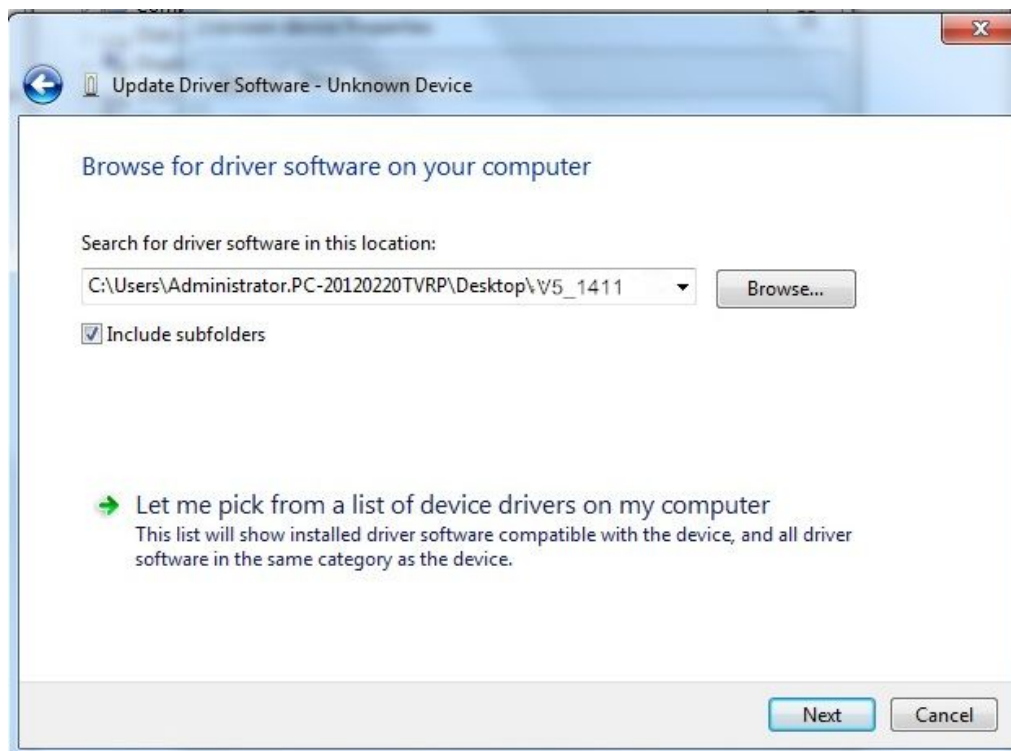 Update Driver Software - Unknown Device
Browse for driver software on your computer
Search for driver software in this location:
C:\Users\Administrator.PC-20120220TVRP\Desktop\V5_1411
Browse...
Include subfolders
Let me pick from a list of device drivers on my computer
This list will show installed driver software compatible with the device, and all driver
software in the same category as the device.
Next
Cancel